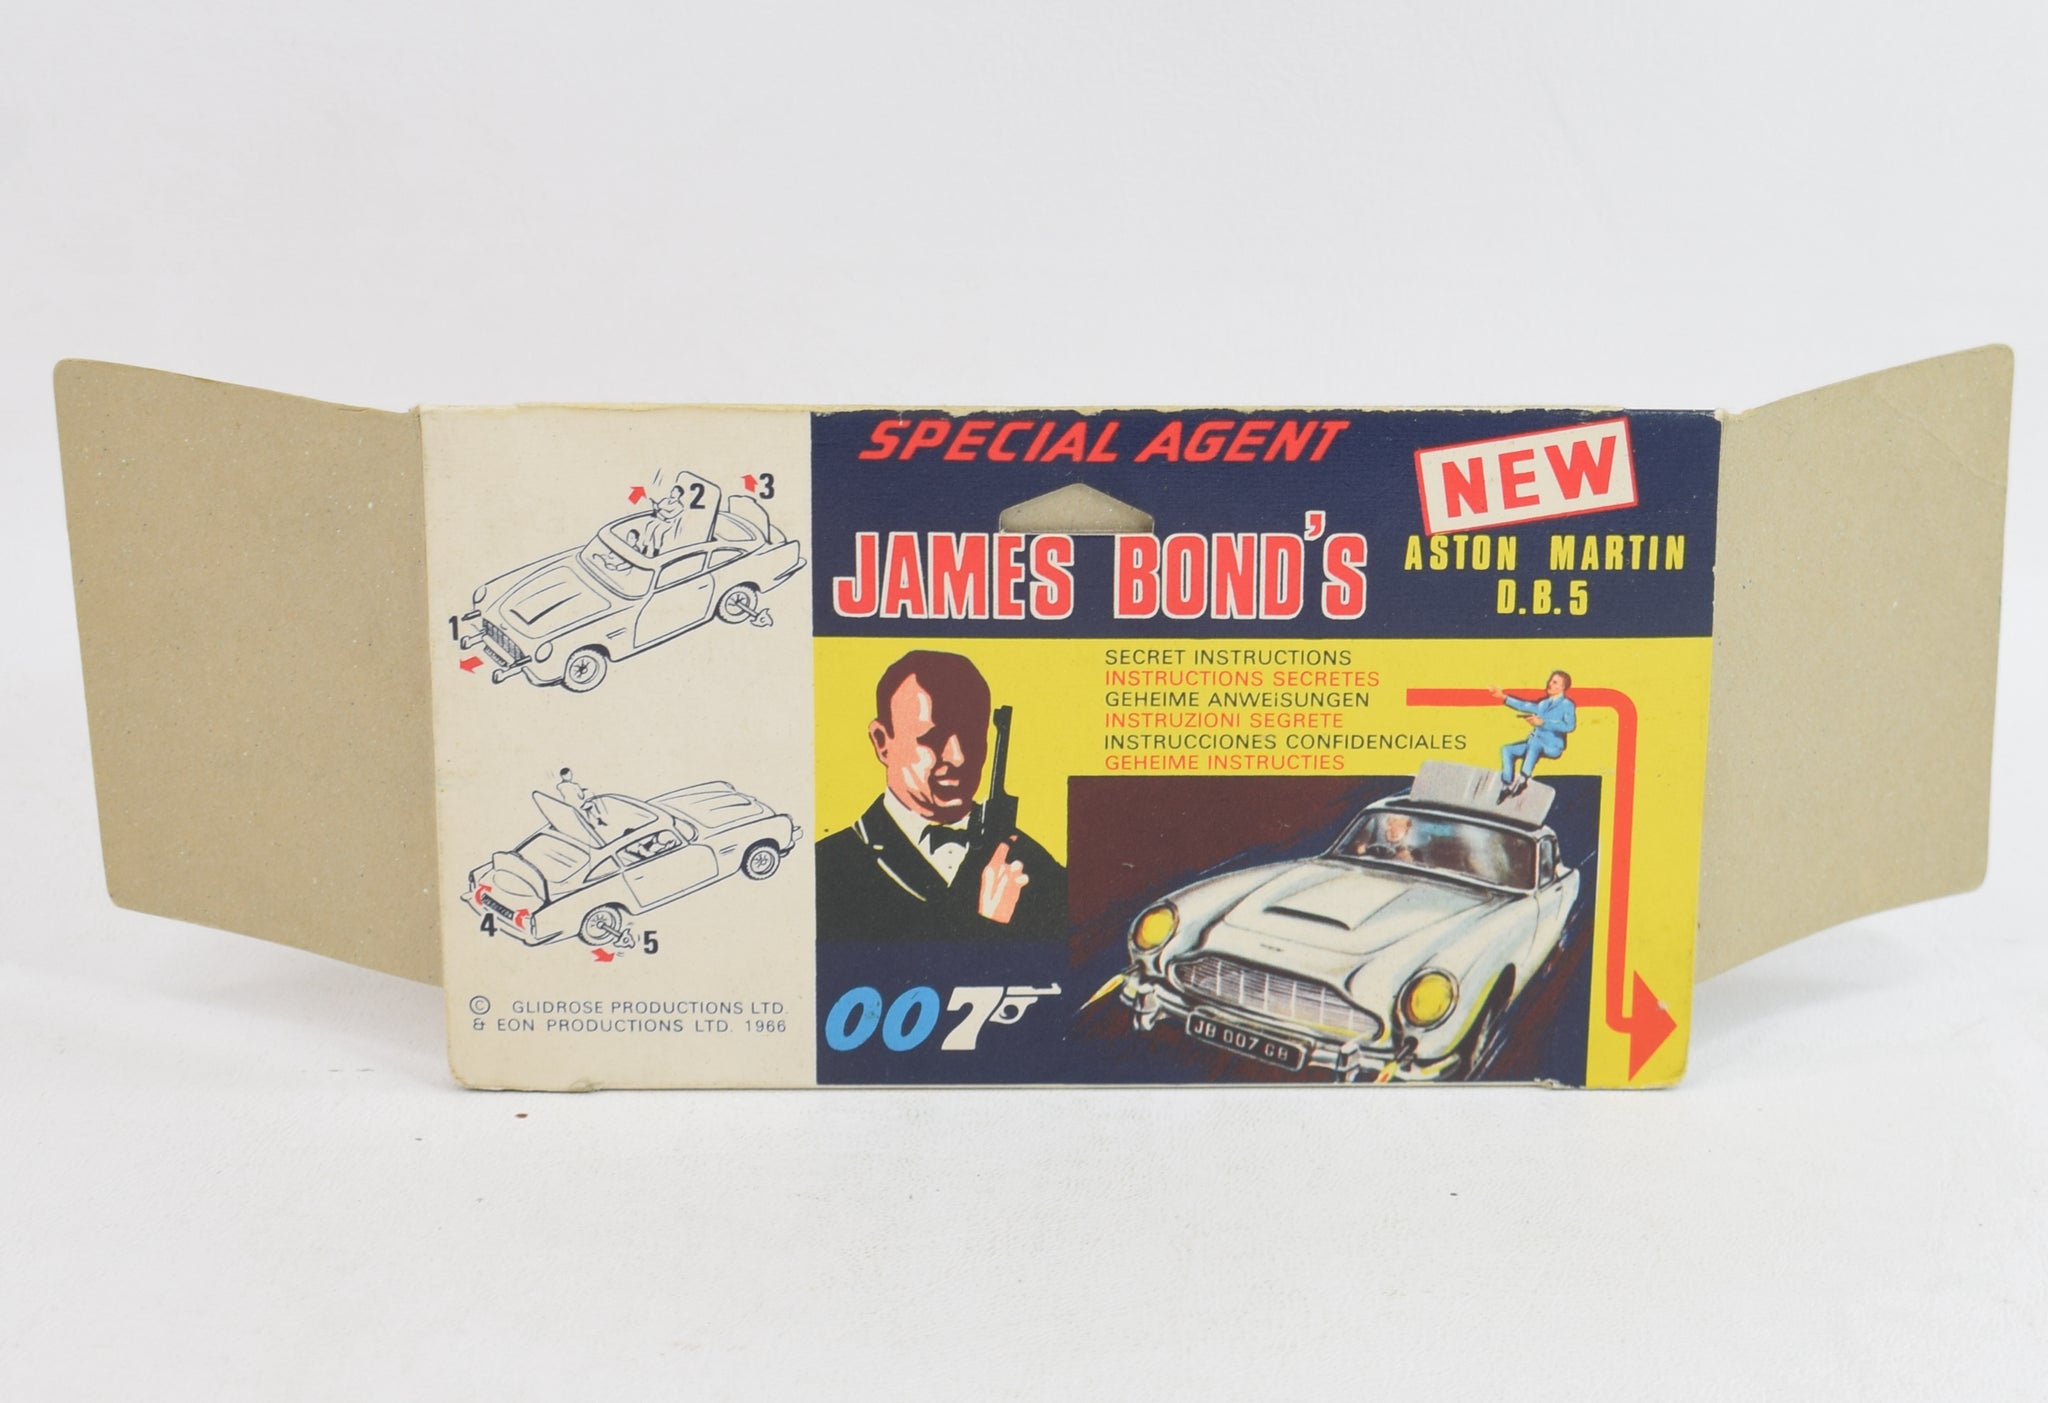 SPECIAL AGENT
JAMES BOND'S
NEW
ASTON MARTIN
D.B.5
SECRET INSTRUCTIONS
INSTRUCTIONS SECRETES
GEHEIME ANWEiSUNGEN
INSTRUZIONI SEGRETE
INSTRUCCIONES CONFIDENCIALES
GEHEIME INSTRUCTIES
007
JB 007 GB
1
2
3
4
5
© GLIDROSE PRODUCTIONS LTD.
& EON PRODUCTIONS LTD. 1966